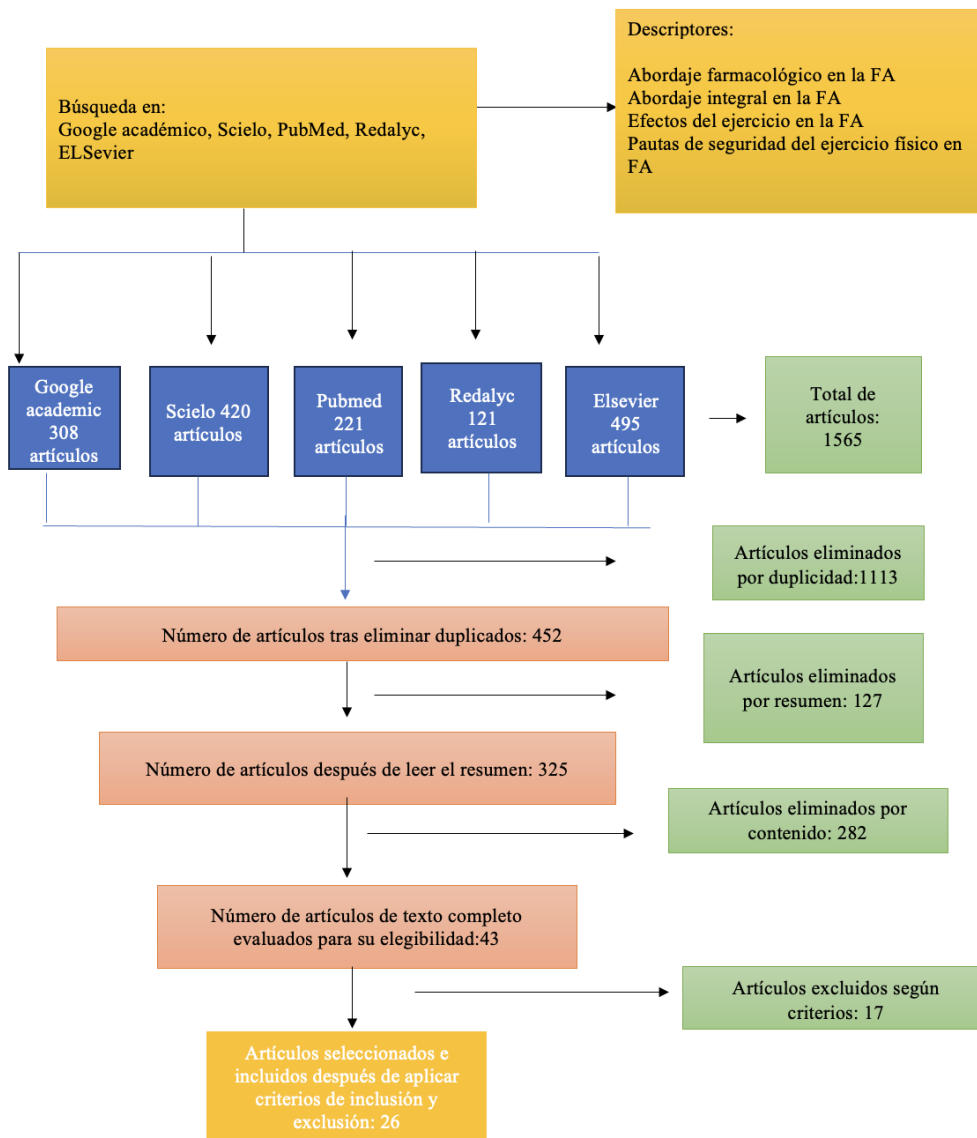 Búsqueda en:
Google académico, Scielo, PubMed, Redalyc,
ELSevier
Descriptores:
Abordaje farmacológico en la FA
Abordaje integral en la FA
Efectos del ejercicio en la FA
Pautas de seguridad del ejercicio físico en
FA
Google
academic
308
artículos
Scielo 420
artículos
Pubmed
221
artículos
Redalyc
121
artículos
Elsevier
495
artículos
Total de
artículos:
1565
Artículos eliminados
por duplicidad:1113
Número de artículos tras eliminar duplicados: 452
Artículos eliminados
por resumen: 127
Número de artículos después de leer el resumen: 325
Artículos eliminados por
contenido: 282
Número de artículos de texto completo
evaluados para su elegibilidad:43
Artículos excluidos según
criterios: 17
Artículos seleccionados e
incluidos después de aplicar
criterios de inclusión y
exclusión: 26